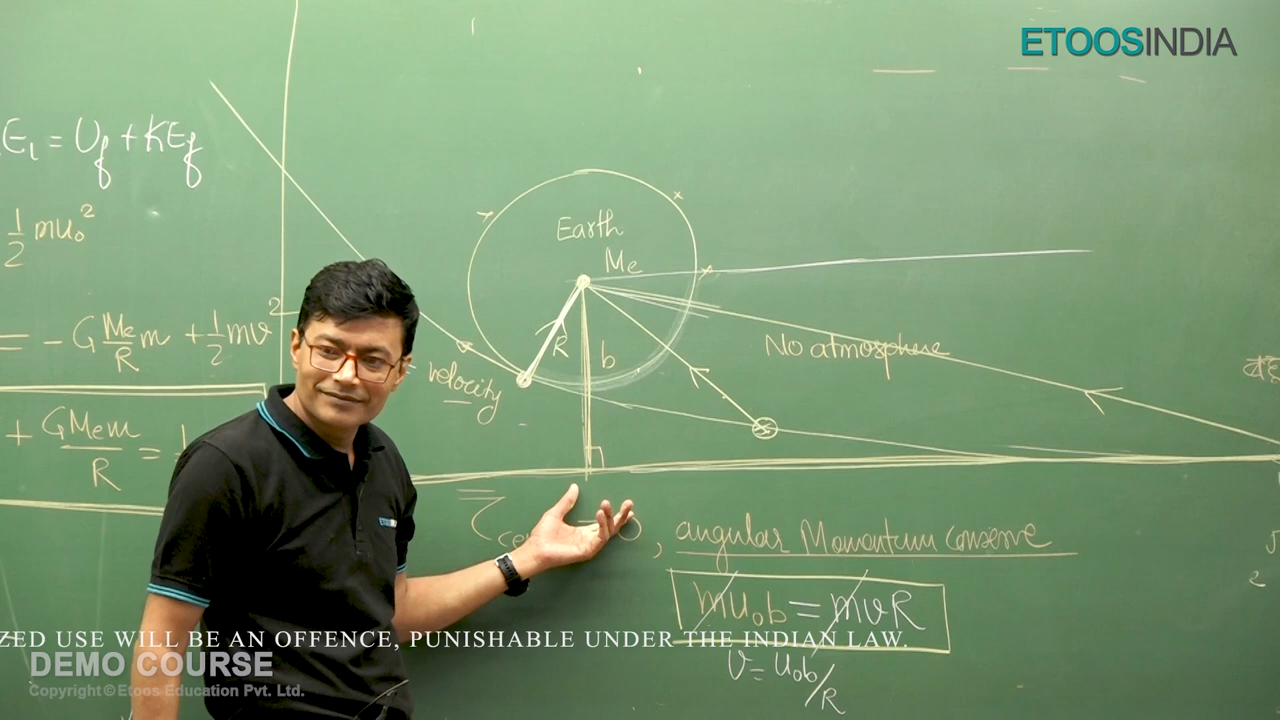 ETOOSINDIA
E₁ = U_f + KE_f
½ mu₀²
= - G Me m / R + ½ mv²
+ G Me m / R =
Earth
Me
R
b
velocity
No atmosphere
, angular Momentum conserve
mu₀b = mvR
v = u₀b/R
ZED USE WILL BE AN OFFENCE, PUNISHABLE UNDER THE INDIAN LAW.
DEMO COURSE
Copyright © Etoos Education Pvt. Ltd.